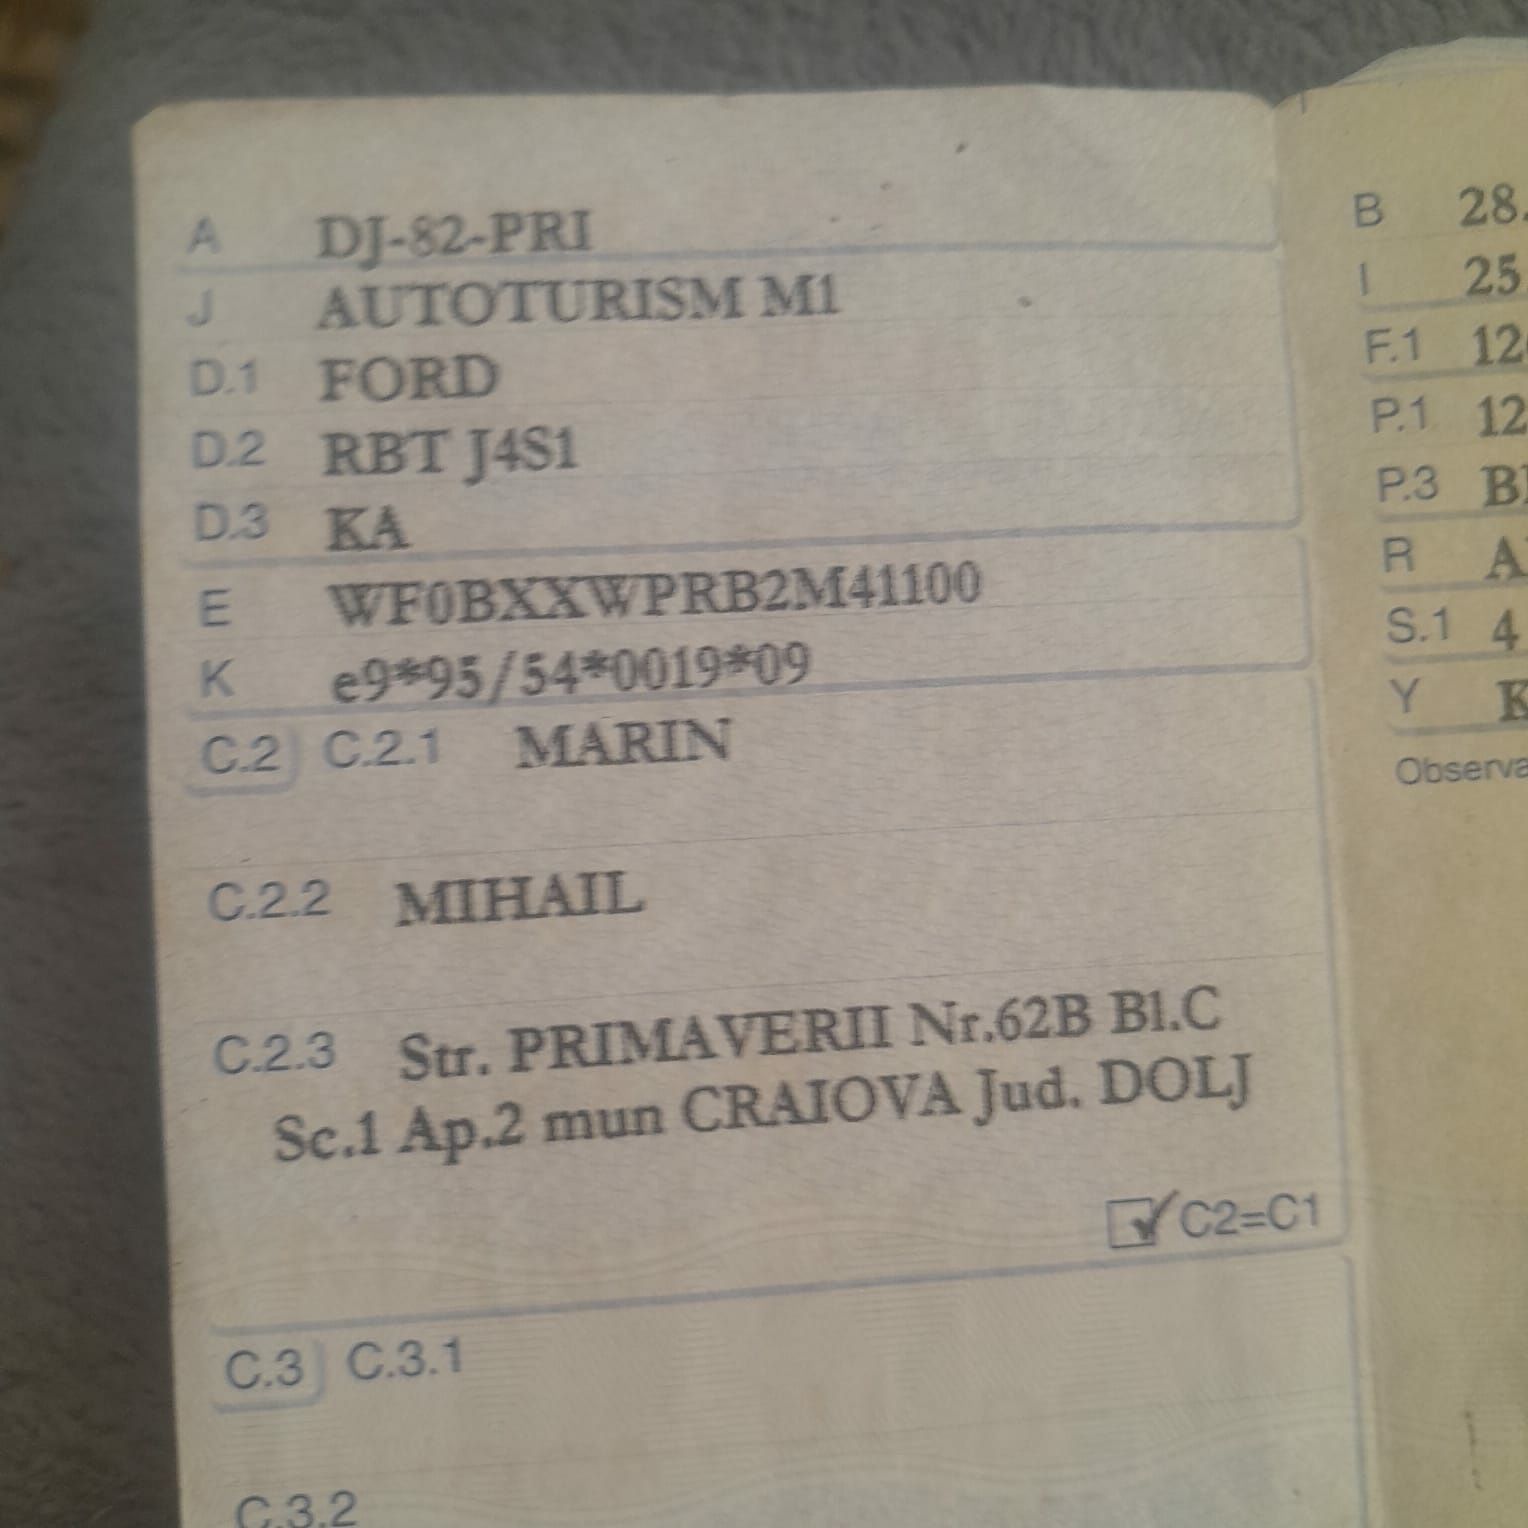 A DJ-82-PRI
J AUTOTURISM M1
D.1 FORD
D.2 RBT J4S1
D.3 KA
E WF0BXXWPRB2M41100
K e9*95/54*0019*09
C.2 C.2.1 MARIN
C.2.2 MIHAIL
C.2.3 Str. PRIMAVERII Nr.62B Bl.C
Sc.1 Ap.2 mun CRAIOVA Jud. DOLJ
C2=C1
C.3 C.3.1
C.3.2
B 28.
I 25
F.1 12
P.1 12
P.3
R
S.1 4
Y